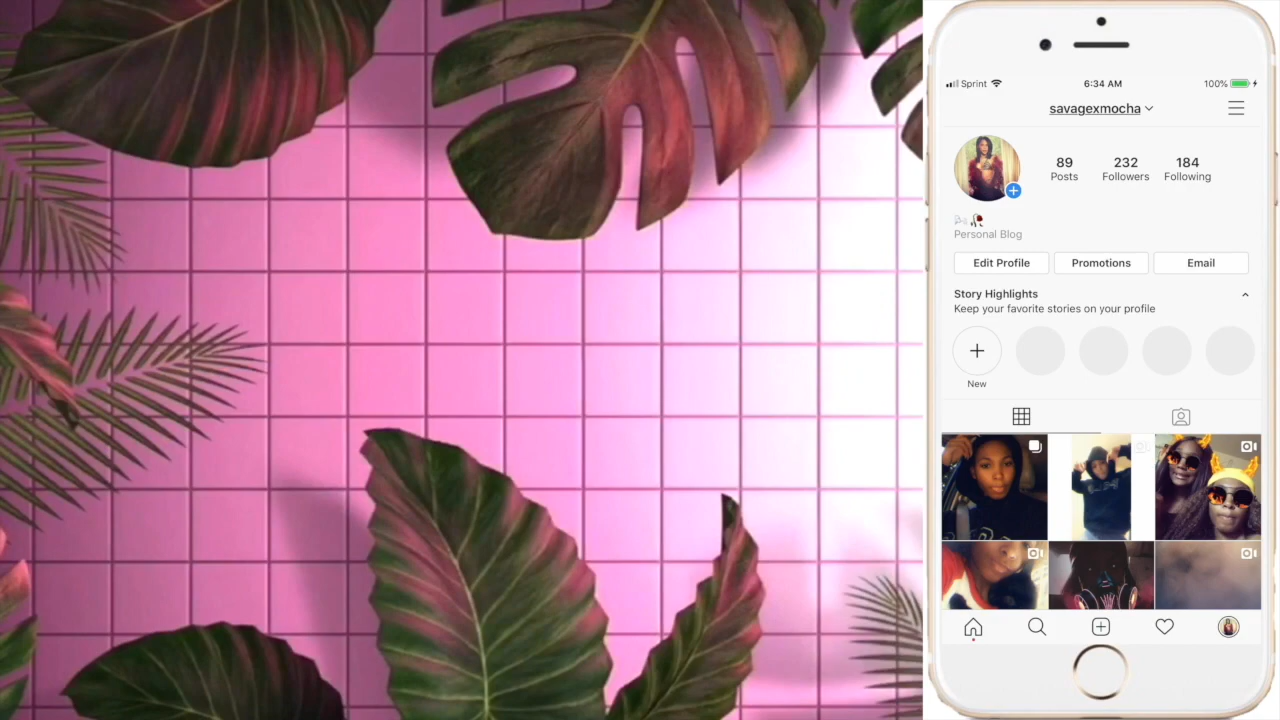 Sprint 6:34 AM 100%
savagexmocha
89 232 184
Posts Followers Following
Personal Blog
Edit Profile Promotions Email
Story Highlights
Keep your favorite stories on your profile
New